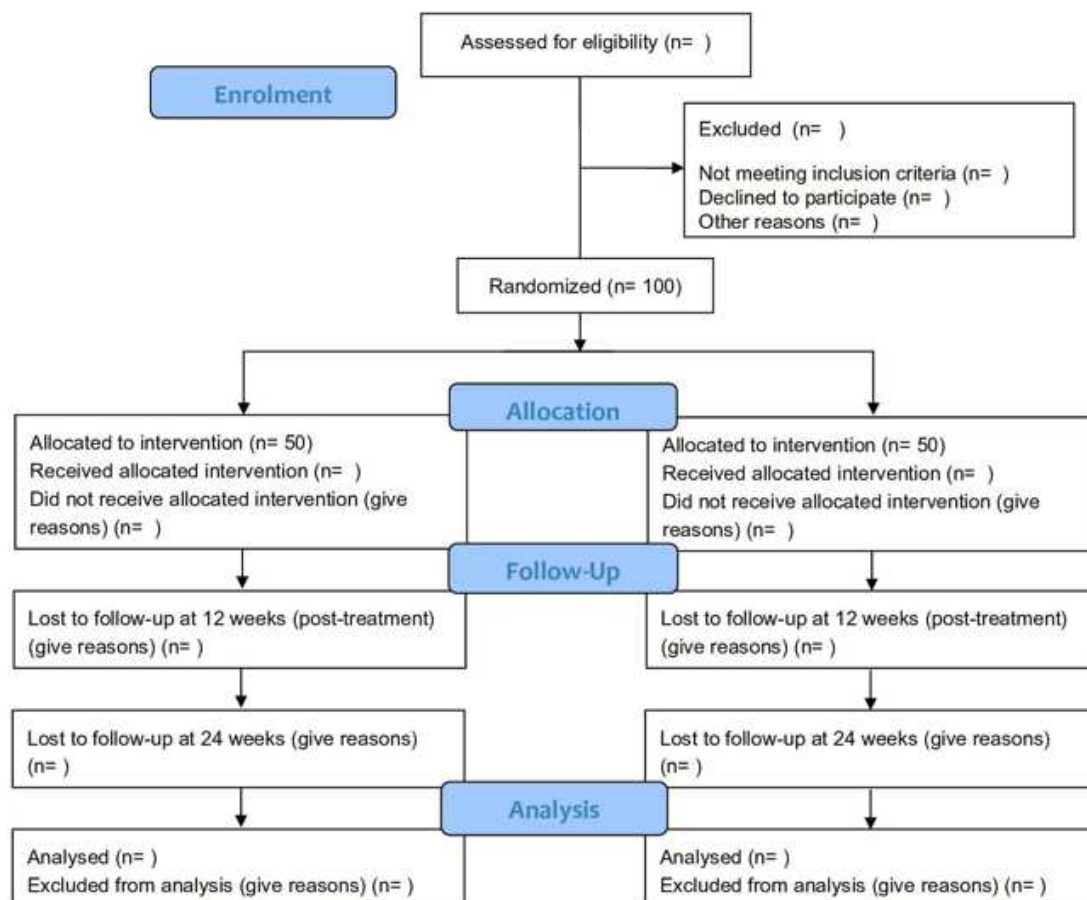 Assessed for eligibility (n=  )
Enrolment
Excluded  (n=   )
Not meeting inclusion criteria (n=  )
Declined to participate (n=  )
Other reasons (n=  )
Randomized (n= 100)
Allocation
Allocated to intervention (n= 50)
Received allocated intervention (n=  )
Did not receive allocated intervention (give
reasons) (n=  )
Allocated to intervention (n= 50)
Received allocated intervention (n=  )
Did not receive allocated intervention (give
reasons) (n=  )
Follow-Up
Lost to follow-up at 12 weeks (post-treatment)
(give reasons) (n= )
Lost to follow-up at 12 weeks (post-treatment)
(give reasons) (n= )
Lost to follow-up at 24 weeks (give reasons)
(n= )
Lost to follow-up at 24 weeks (give reasons)
(n= )
Analysis
Analysed (n= )
Excluded from analysis (give reasons) (n= )
Analysed (n= )
Excluded from analysis (give reasons) (n= )